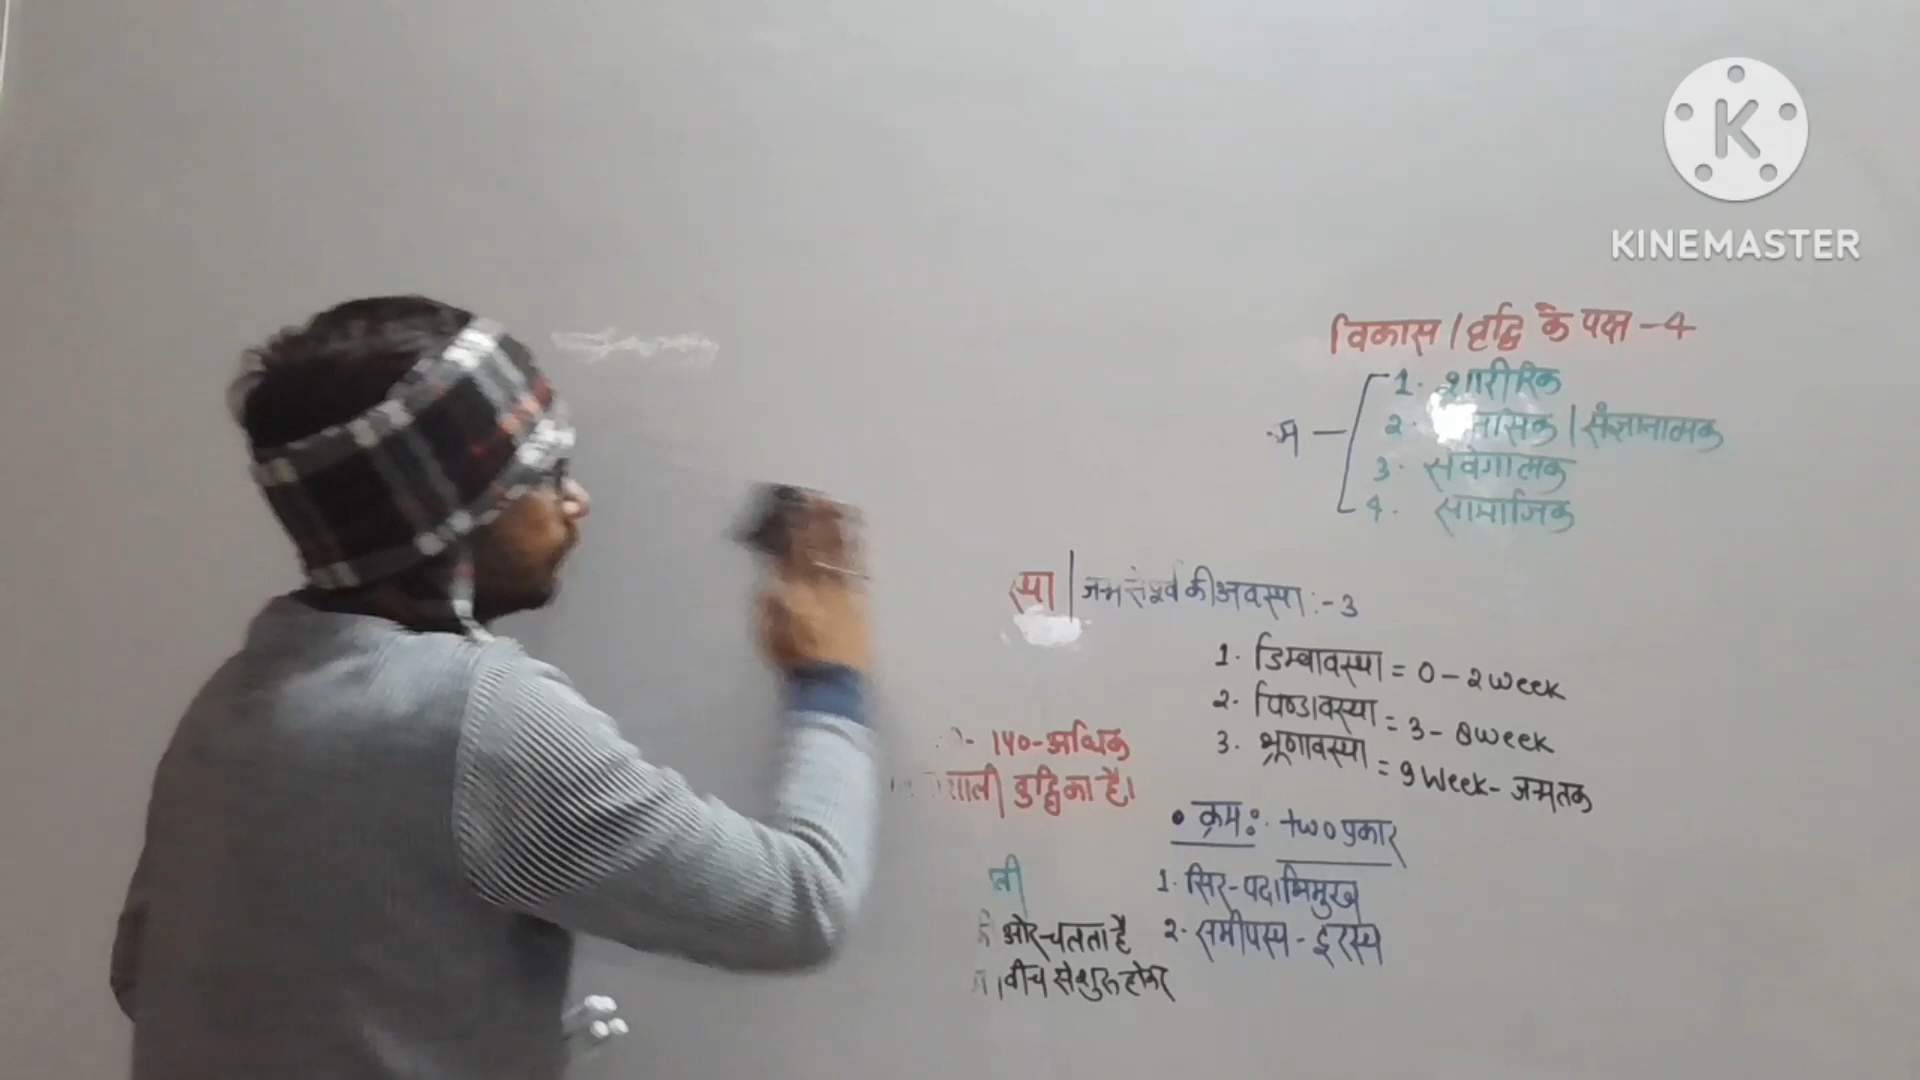 KINEMASTER
विकास / वृद्धि के पक्ष - 4
1. शारीरिक
2. नसिक / संज्ञानात्मक
3. संवेगात्मक
4. सामाजिक
स्था | जन्म से पूर्व की अवस्था :- 3
1. डिम्बावस्था = 0 - 2 week
2. पिण्डावस्था = 3 - 8 week
3. भ्रूणावस्था = 9 week - जन्म तक
- 140 - अधिक
शाली बुद्धि का है।
• क्रम :- two प्रकार
1. सिर - पदाभिमुख
ली
2. समीपस्थ - दूरस्थ
ओर चलता है
बीच से शुरू होकर